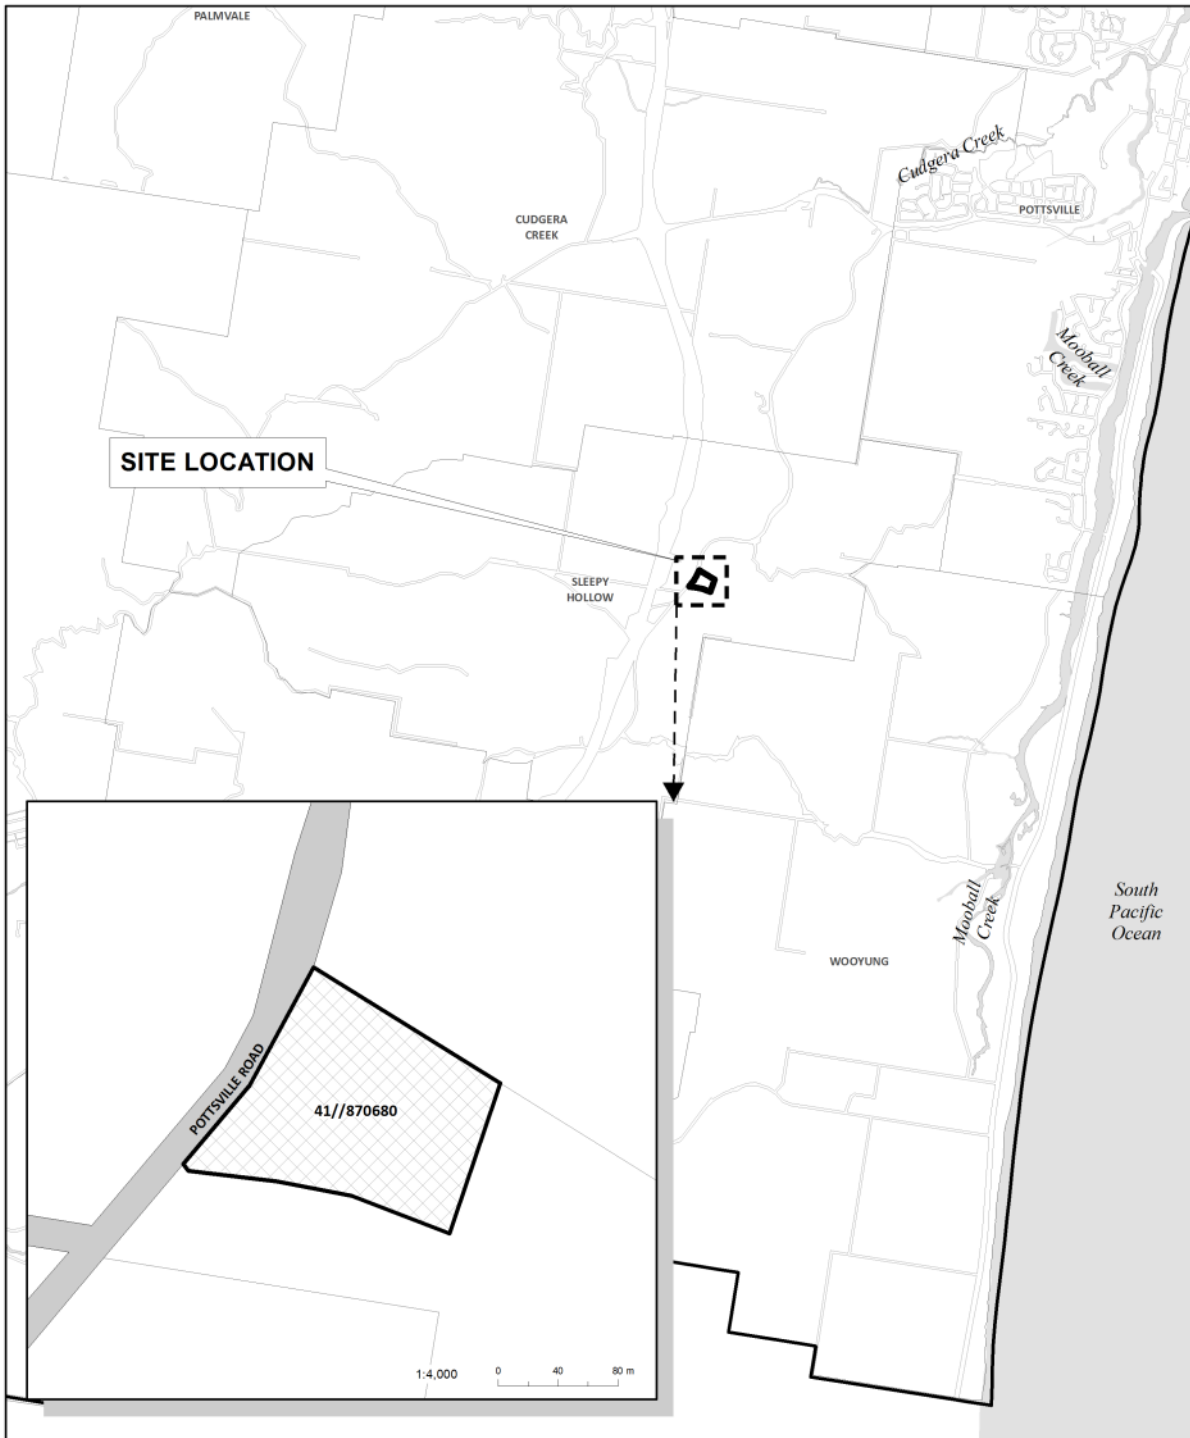 PALMVALE
Cudgera Creek
POTTSVILLE
CUDGERA
CREEK
Mooball
Creek
SITE LOCATION
SLEEPY
HOLLOW
South
Pacific
Ocean
Mooball
Creek
WOOYUNG
POTTSVILLE ROAD
41//870680
1:4,000
0 40 80 m